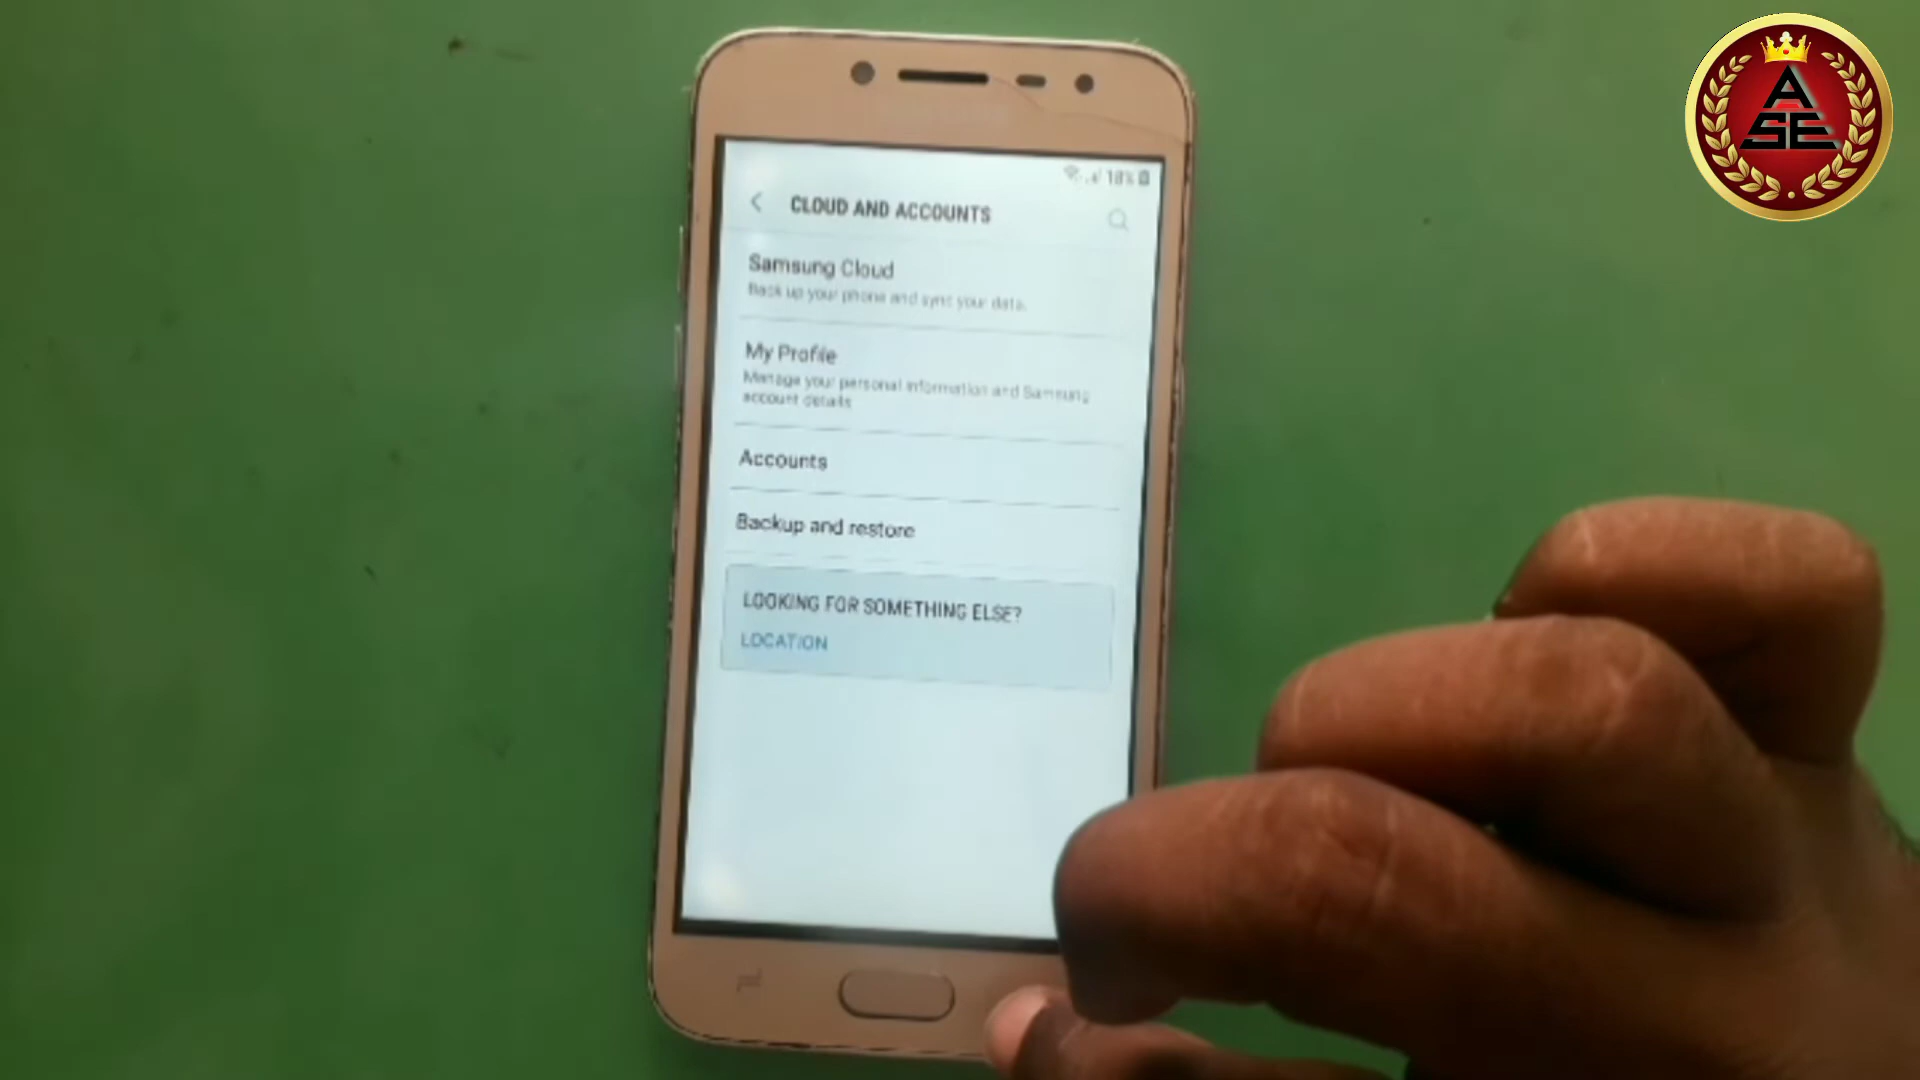 ASE
18%
CLOUD AND ACCOUNTS
Samsung Cloud
Back up your phone and sync your data.
My Profile
Manage your personal information and Samsung
account details
Accounts
Backup and restore
LOOKING FOR SOMETHING ELSE?
LOCATION